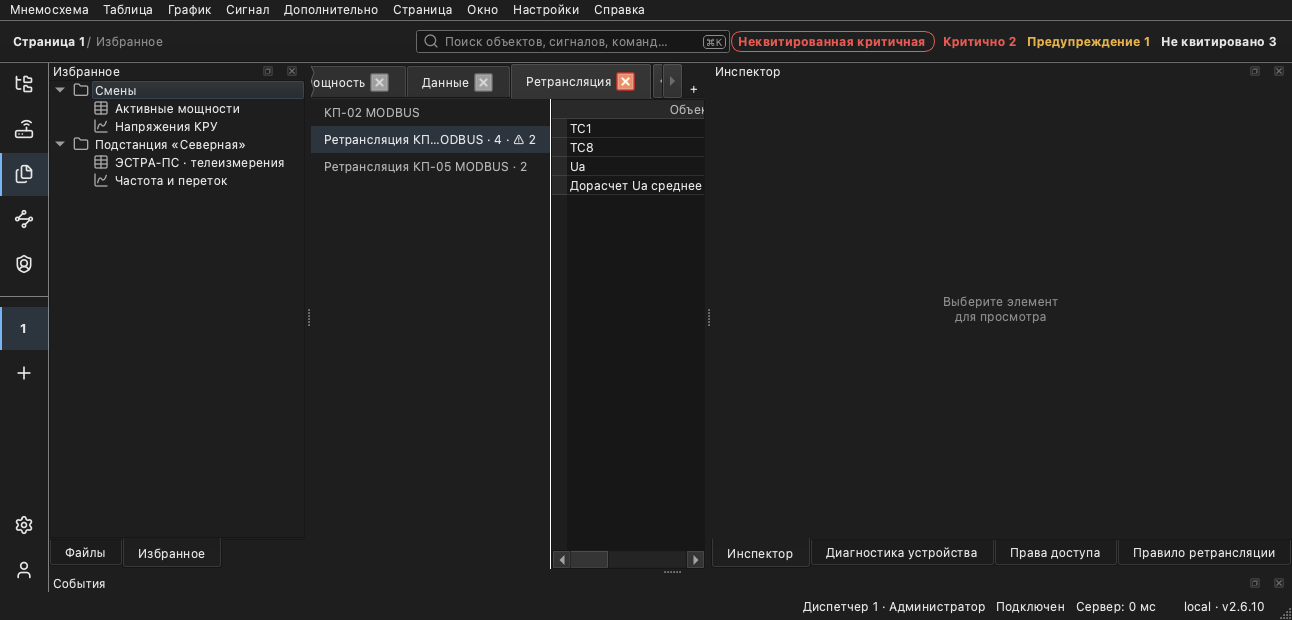 Мнемосхема Таблица График Сигнал Дополнительно Страница Окно Настройки Справка
Страница 1 / Избранное
Поиск объектов, сигналов, команд... ⌘K
Неквитированная критичная Критично 2 Предупреждение 1 Не квитировано 3
Избранное
Смены
Активные мощности
Напряжения КРУ
Подстанция «Северная»
ЭСТРА-ПС · телеизмерения
Частота и переток
1
Файлы Избранное
ощность Данные Ретрансляция +
КП-02 MODBUS
Ретрансляция КП...ODBUS · 4 · ⚠ 2
Ретрансляция КП-05 MODBUS · 2
Объек
ТС1
ТС8
Ua
Дорасчет Ua среднее
Инспектор
Выберите элемент
для просмотра
Инспектор Диагностика устройства Права доступа Правило ретрансляции
События
Диспетчер 1 · Администратор Подключен Сервер: 0 мс local · v2.6.10